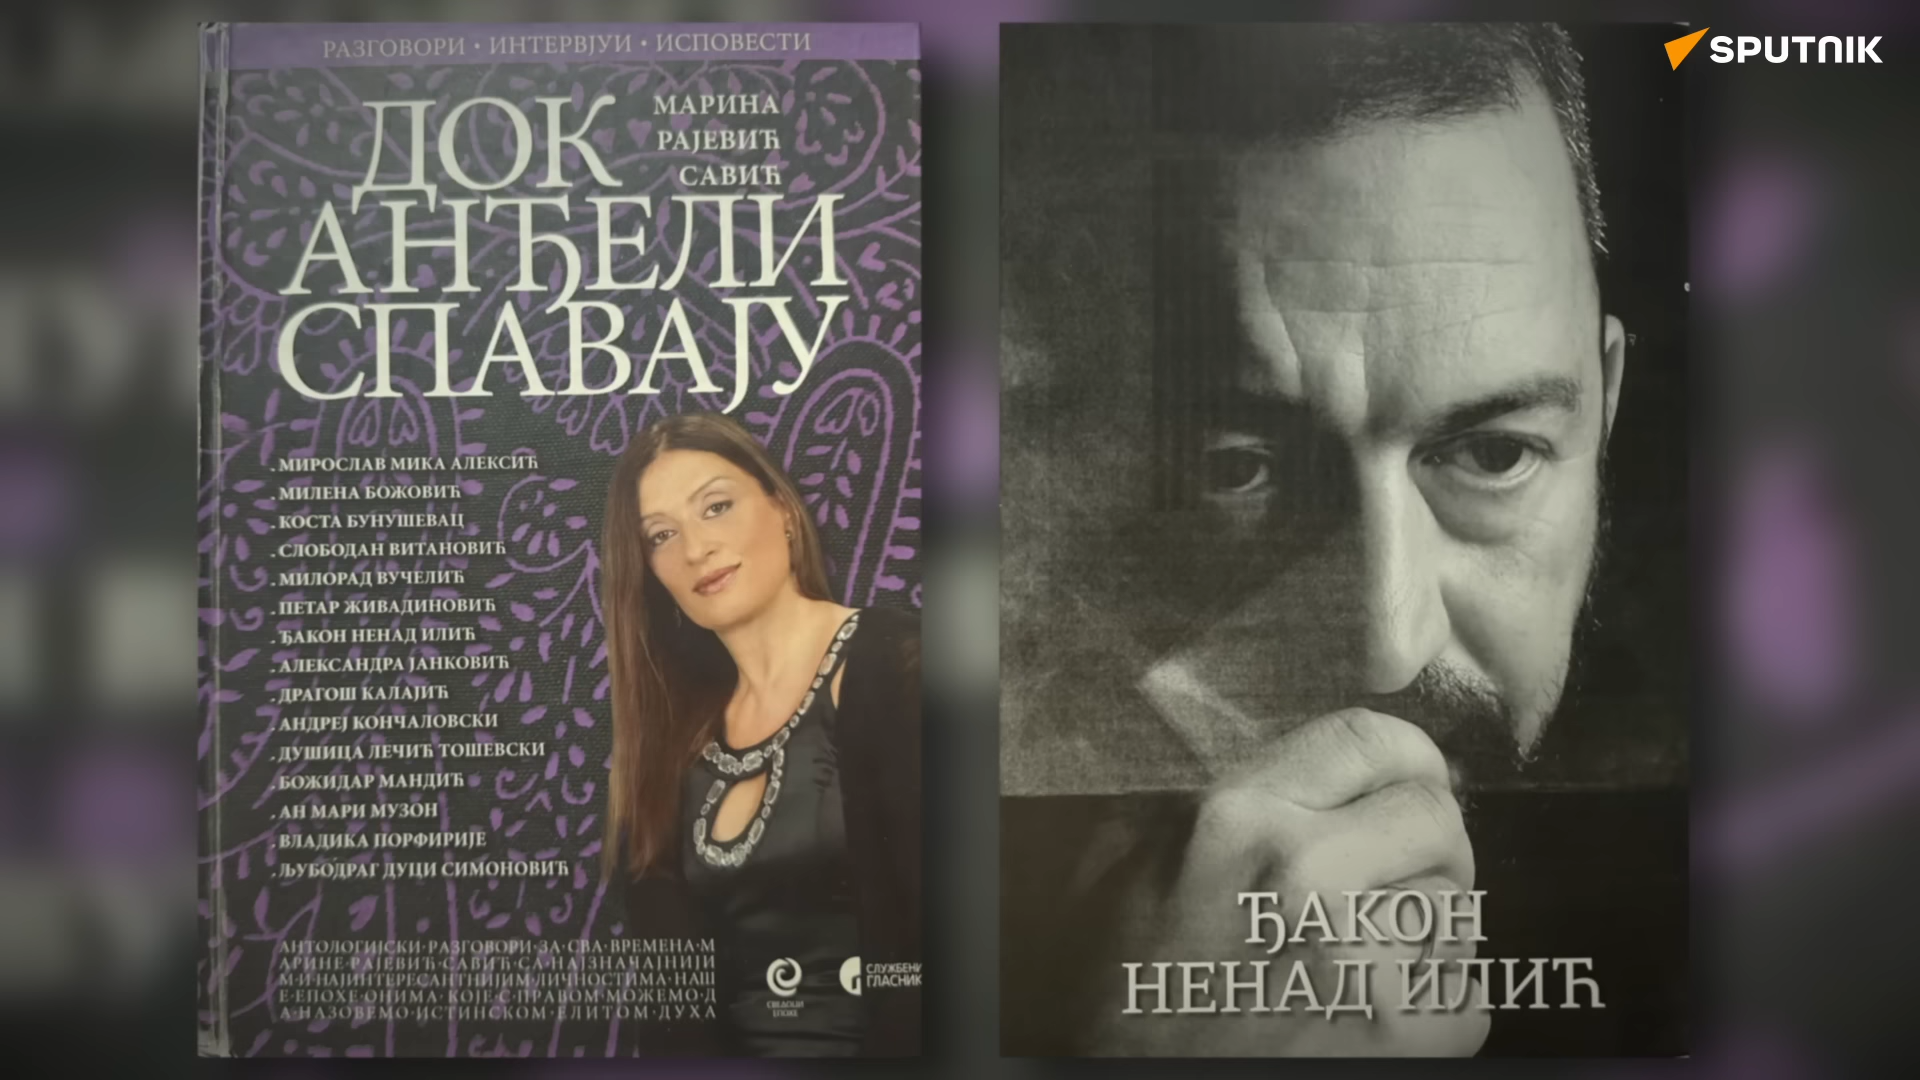 РАЗГОВОРИ • ИНТЕРВЈУИ • ИСПОВЕСТИ
ДОК
МАРИНА
РАЈЕВИЋ
САВИЋ
АНЂЕЛИ
СПАВАЈУ
. МИРОСЛАВ МИКА АЛЕКСИЋ
. МИЛЕНА БОЖОВИЋ
. КОСТА БУНУШЕВАЦ
. СЛОБОДАН ВИТАНОВИЋ
. МИЛОРАД ВУЧЕЛИЋ
. ПЕТАР ЖИВАДИНОВИЋ
. ЂАКОН НЕНАД ИЛИЋ
. АЛЕКСАНДРА ЈАНКОВИЋ
. ДРАГОШ КАЛАЈИЋ
. АНДРЕЈ КОНЧАЛОВСКИ
. ДУШИЦА ЛЕЧИЋ ТОШЕВСКИ
. БОЖИДАР МАНДИЋ
. АН МАРИ МУЗОН
. ВЛАДИКА ПОРФИРИЈЕ
. ЉУБОДРАГ ДУЦИ СИМОНОВИЋ
АНТОЛОГИЈСКИ·РАЗГОВОРИ·ЗА·СВА·ВРЕМЕНА·М
АРИНЕ·РАЈЕВИЋ·САВИЋ·СА·НАЈЗНАЧАЈНИЈИ
М·И·НАЈИНТЕРЕСАНТНИЈИМ·ЛИЧНОСТИМА·НАШ
Е·ЕПОХЕ·ОНИМА·КОЈЕ·С·ПРАВОМ·МОЖЕМО·Д
А·НАЗОВЕМО·ИСТИНСКОМ·ЕЛИТОМ·ДУХА
СВЕДОЦИ
ЕПОХЕ
СЛУЖБЕНИ
ГЛАСНИК
SPUTNIK
ЂАКОН
НЕНАД ИЛИЋ